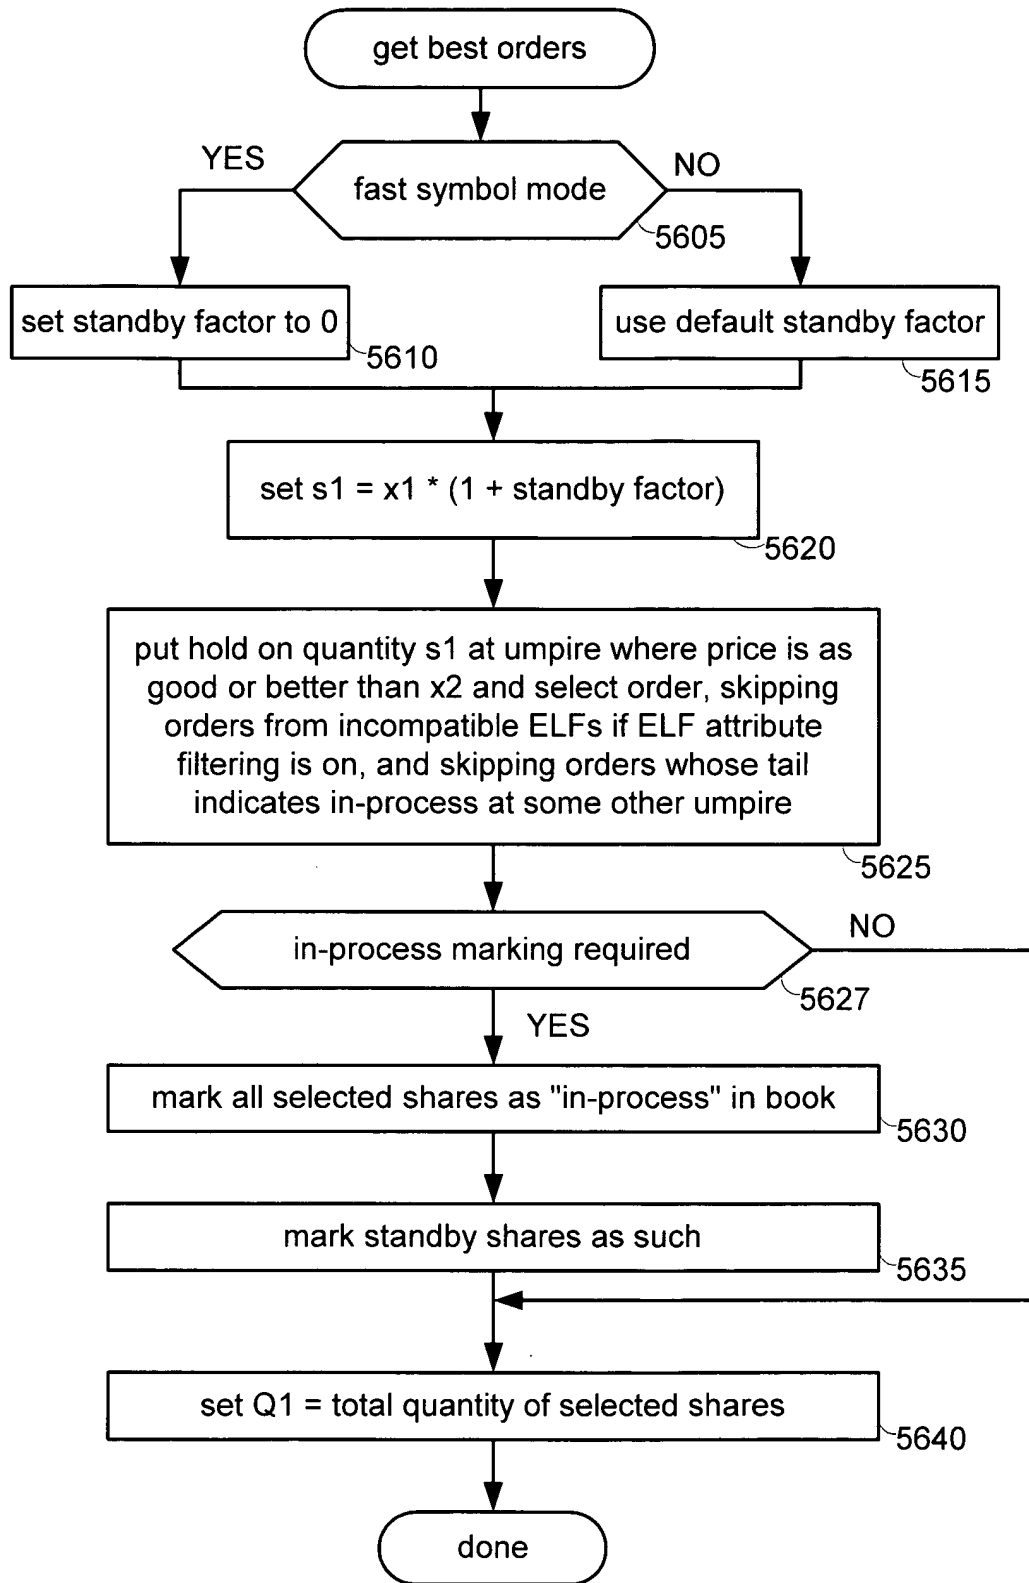 get best orders
YES
NO
fast symbol mode
5605
set standby factor to 0
5610
use default standby factor
5615
set s1 = x1 * (1 + standby factor)
5620
put hold on quantity s1 at umpire where price is as
good or better than x2 and select order, skipping
orders from incompatible ELFs if ELF attribute
filtering is on, and skipping orders whose tail
indicates in-process at some other umpire
5625
NO
in-process marking required
5627
YES
mark all selected shares as "in-process" in book
5630
mark standby shares as such
5635
set Q1 = total quantity of selected shares
5640
done